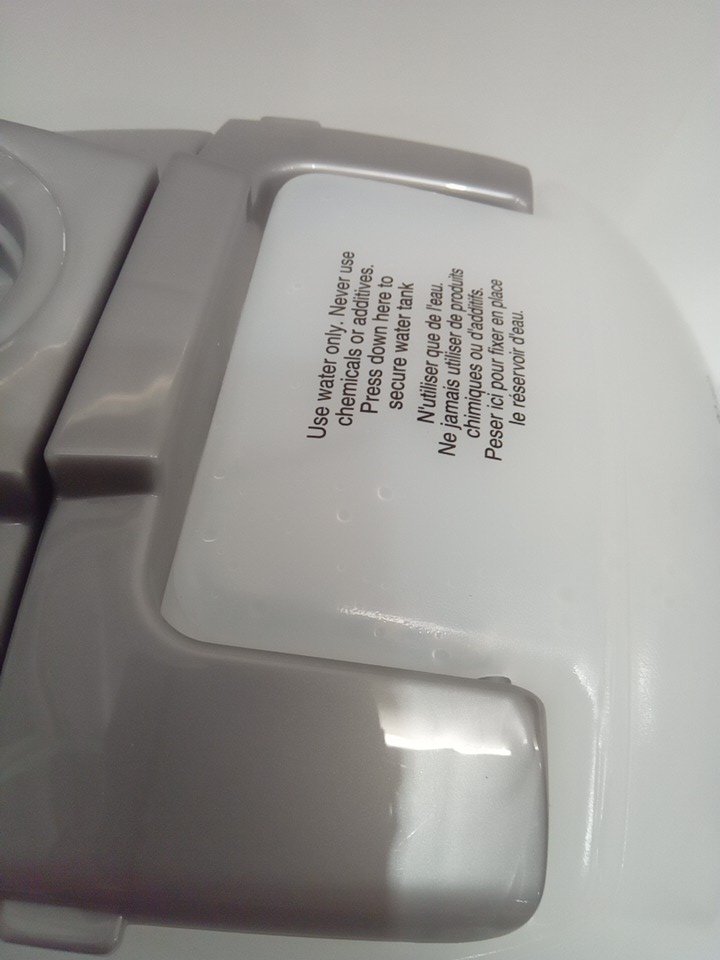 Use water only. Never use
chemicals or additives.
Press down here to
secure water tank
N'utiliser que de l'eau.
Ne jamais utiliser de produits
chimiques ou d'additifs.
Peser ici pour fixer en place
le réservoir d'eau.